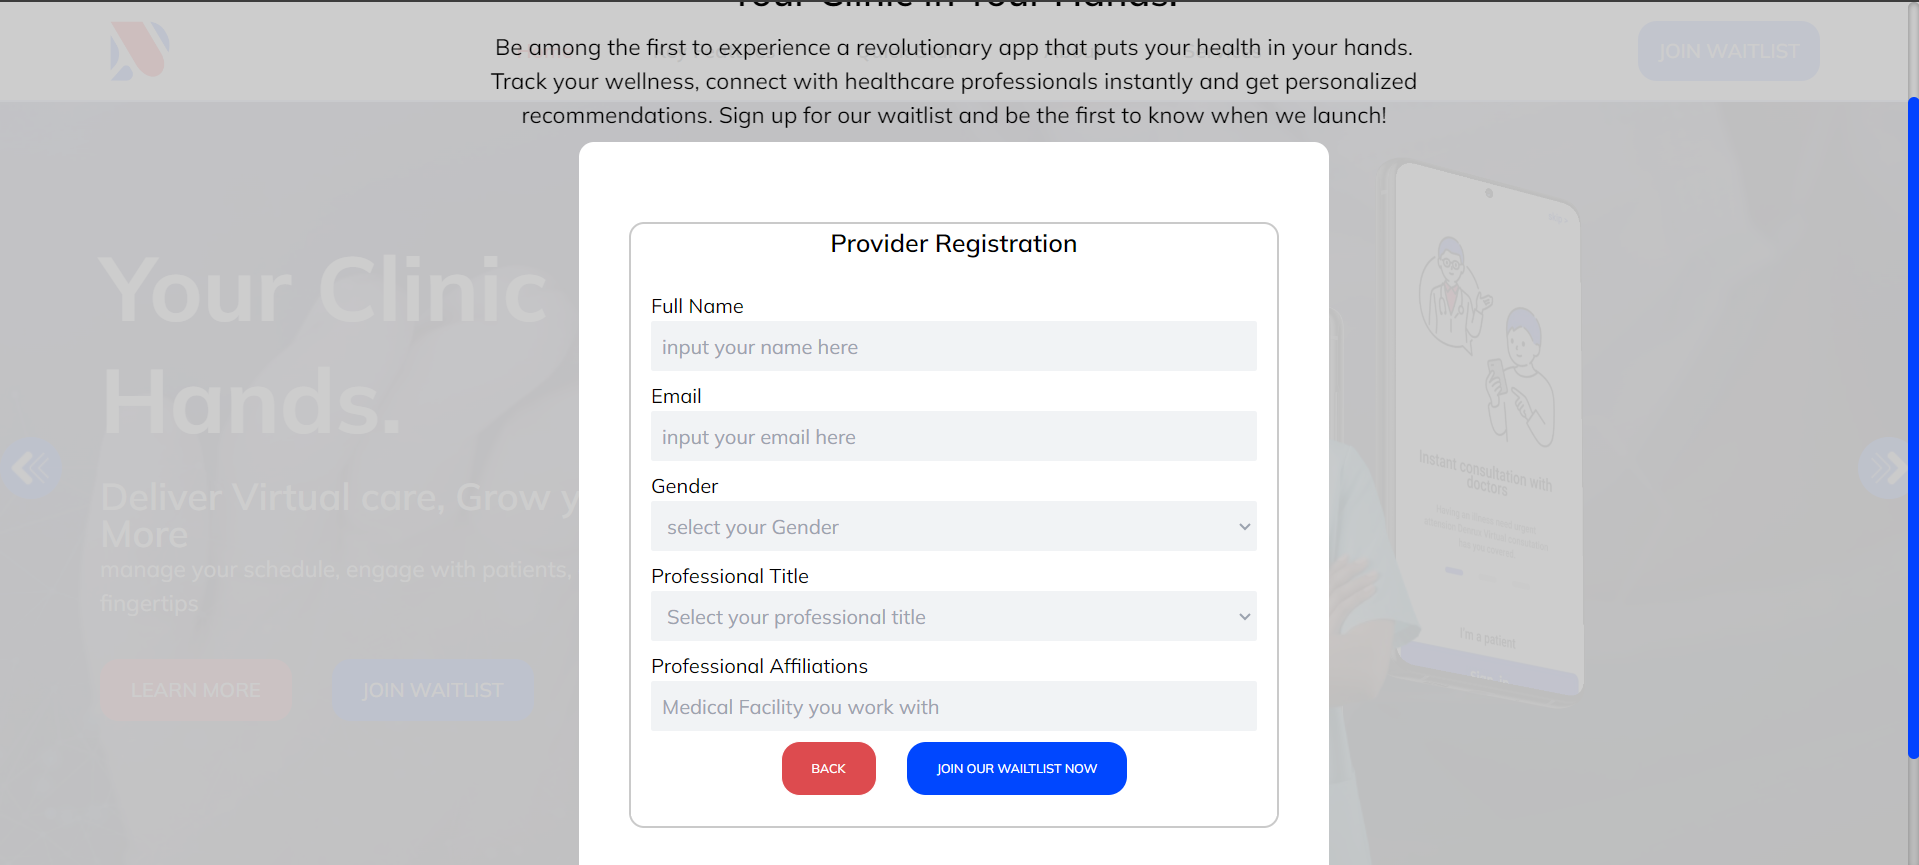 Your Clinic in Your Hands.
Be among the first to experience a revolutionary app that puts your health in your hands.
Track your wellness, connect with healthcare professionals instantly and get personalized
recommendations. Sign up for our waitlist and be the first to know when we launch!
JOIN WAITLIST
Your Clinic
Hands.
Deliver Virtual care, Grow y
More
manage your schedule, engage with patients,
fingertips
LEARN MORE
JOIN WAITLIST
Provider Registration
Full Name
input your name here
Email
input your email here
Gender
select your Gender
Professional Title
Select your professional title
Professional Affiliations
Medical Facility you work with
BACK
JOIN OUR WAILTLIST NOW
Instant consultation with
doctors
I'm a patient